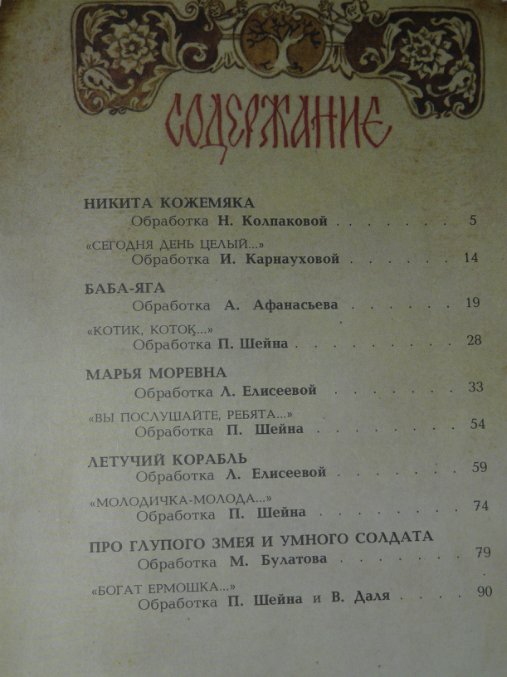 СОДЕРЖАНИЕ
НИКИТА КОЖЕМЯКА
Обработка Н. Колпаковой . . . . . . . 5
«СЕГОДНЯ ДЕНЬ ЦЕЛЫЙ...»
Обработка И. Карнауховой . . . . . . 14
БАБА-ЯГА
Обработка А. Афанасьева . . . . . . 19
«КОТИК, КОТОК...»
Обработка П. Шейна . . . . . . . . 28
МАРЬЯ МОРЕВНА
Обработка Л. Елисеевой . . . . . . . 33
«ВЫ ПОСЛУШАЙТЕ, РЕБЯТА...»
Обработка П. Шейна . . . . . . . . 54
ЛЕТУЧИЙ КОРАБЛЬ
Обработка Л. Елисеевой . . . . . . . 59
«МОЛОДИЧКА-МОЛОДА...»
Обработка П. Шейна . . . . . . . . 74
ПРО ГЛУПОГО ЗМЕЯ И УМНОГО СОЛДАТА
Обработка М. Булатова . . . . . . . 79
«БОГАТ ЕРМОШКА...»
Обработка П. Шейна и В. Даля . . . . . 90